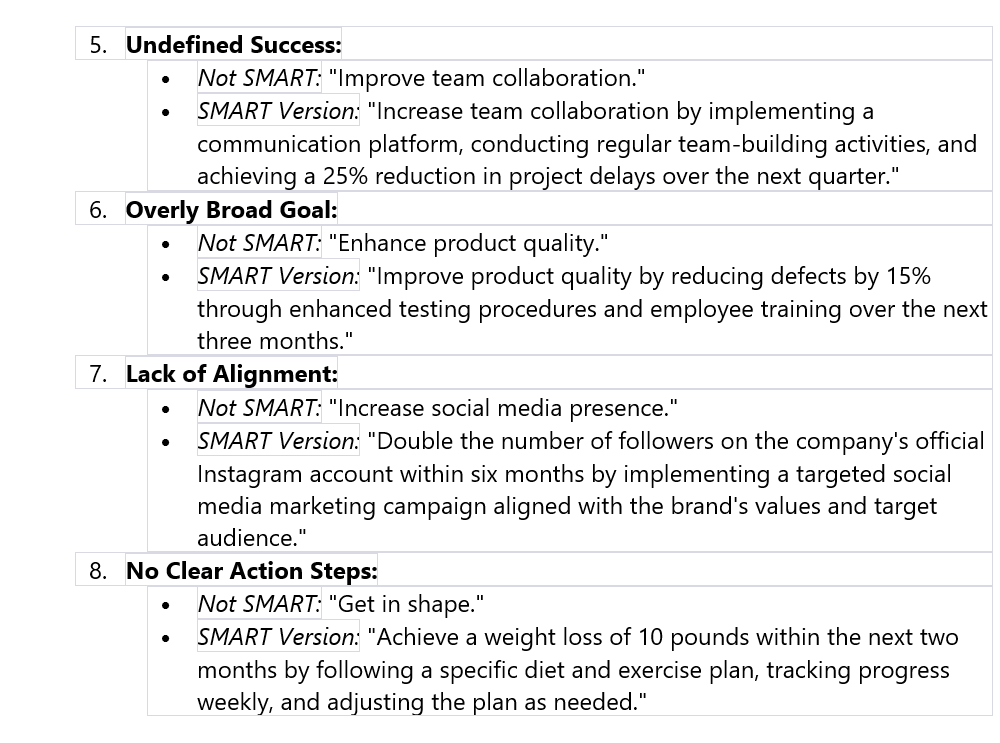 5. Undefined Success:
• Not SMART: "Improve team collaboration."
• SMART Version: "Increase team collaboration by implementing a
communication platform, conducting regular team-building activities, and
achieving a 25% reduction in project delays over the next quarter."
6. Overly Broad Goal:
• Not SMART: "Enhance product quality."
• SMART Version: "Improve product quality by reducing defects by 15%
through enhanced testing procedures and employee training over the next
three months."
7. Lack of Alignment:
• Not SMART: "Increase social media presence."
• SMART Version: "Double the number of followers on the company's official
Instagram account within six months by implementing a targeted social
media marketing campaign aligned with the brand's values and target
audience."
8. No Clear Action Steps:
• Not SMART: "Get in shape."
• SMART Version: "Achieve a weight loss of 10 pounds within the next two
months by following a specific diet and exercise plan, tracking progress
weekly, and adjusting the plan as needed."